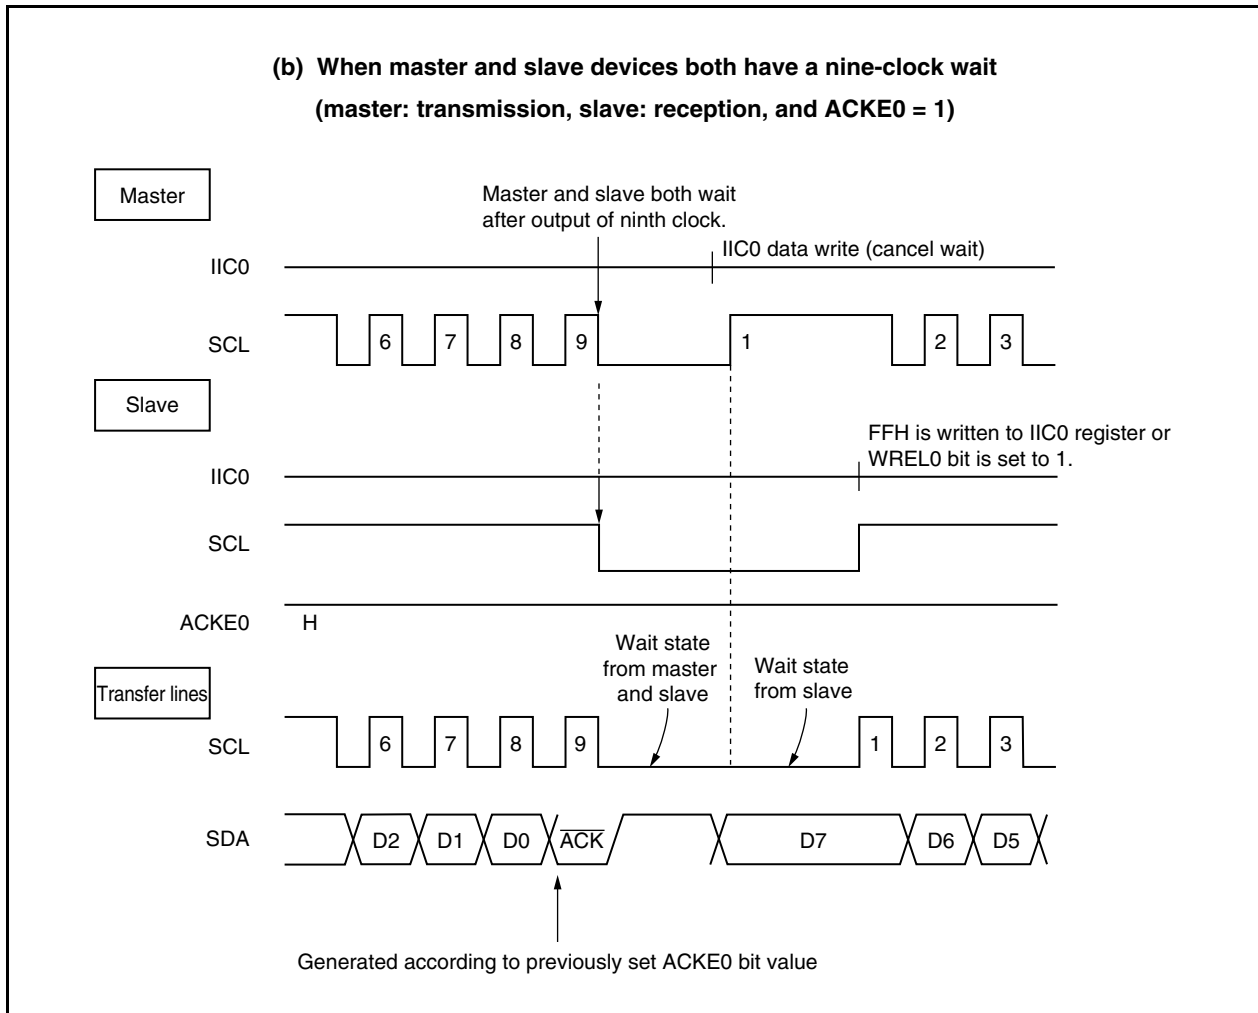 (b) When master and slave devices both have a nine-clock wait
(master: transmission, slave: reception, and ACKE0 = 1)
Master
Master and slave both wait
after output of ninth clock.
IIC0
IIC0 data write (cancel wait)
SCL
6 7 8 9 1 2 3
Slave
FFH is written to IIC0 register or
WREL0 bit is set to 1.
IIC0
SCL
ACKE0 H
Wait state
from master
and slave
Wait state
from slave
Transfer lines
SCL
6 7 8 9 1 2 3
SDA
D2 D1 D0 ACK D7 D6 D5
Generated according to previously set ACKE0 bit value